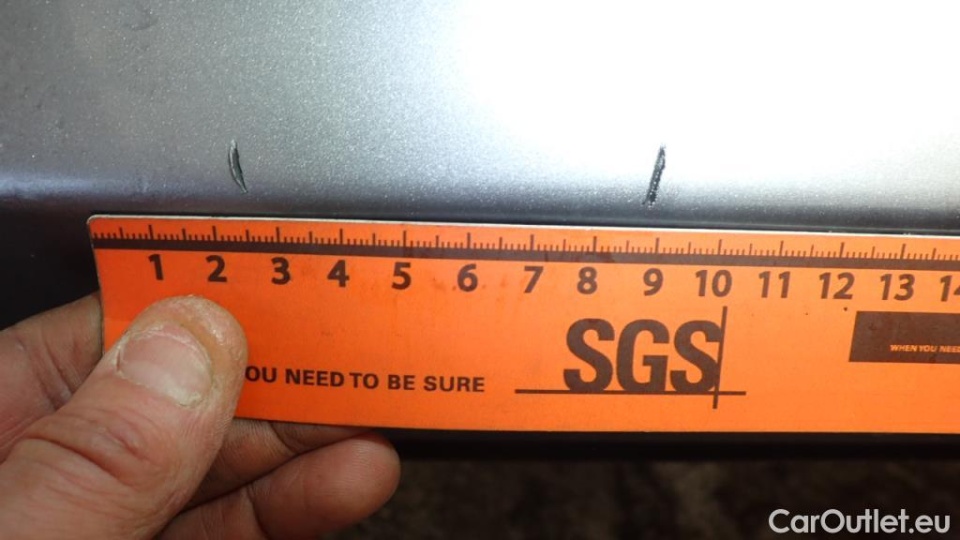 1 2 3 4 5 6 7 8 9 10 11 12 13 14
SGS
WHEN YOU NEED
OU NEED TO BE SURE
CarOutlet.eu